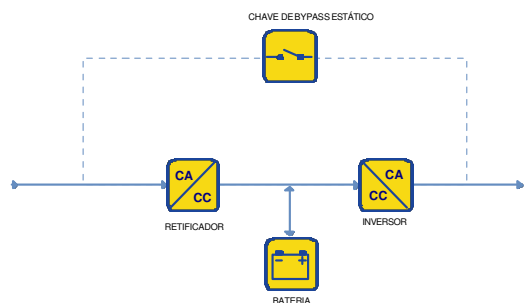 CHAVE DE BYPASS ESTÁTICO
CA
CC
CA
CC
RETIFICADOR
INVERSOR
- +
BATERIA